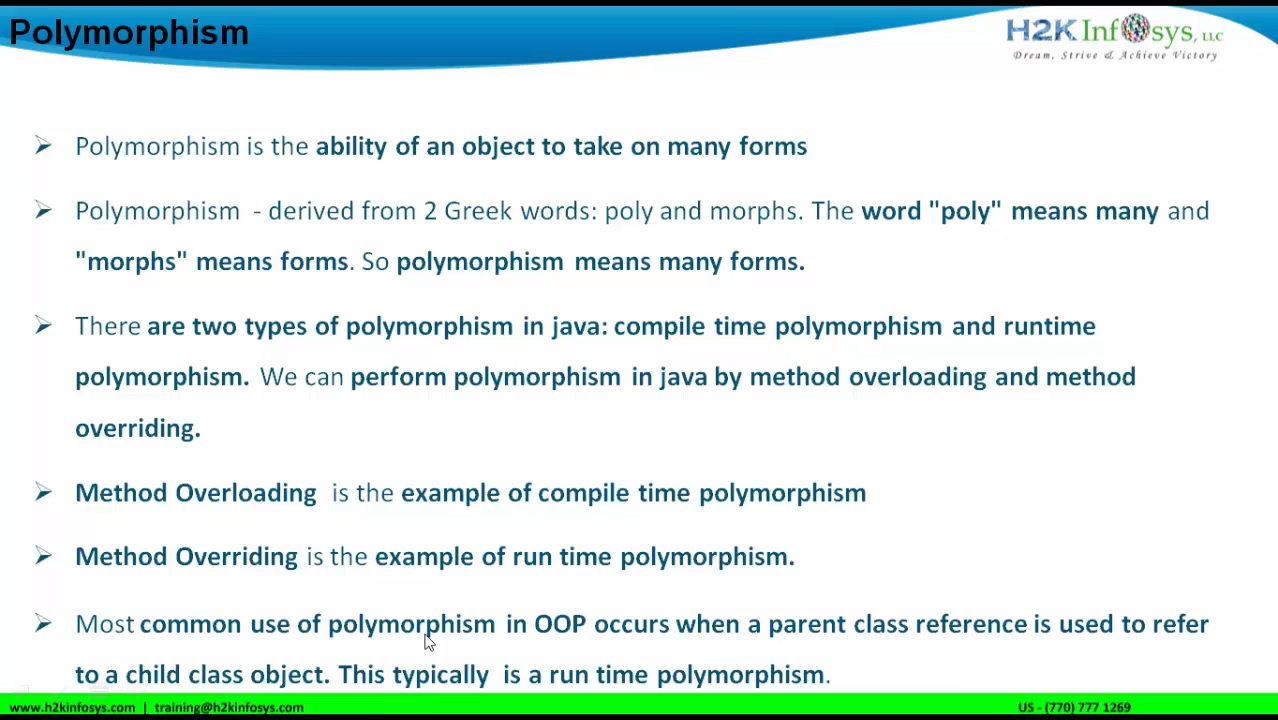 Polymorphism
H2K Infosys, LLC
Dream, Strive & Achieve Victory
Polymorphism is the ability of an object to take on many forms
Polymorphism - derived from 2 Greek words: poly and morphs. The word "poly" means many and
"morphs" means forms. So polymorphism means many forms.
There are two types of polymorphism in java: compile time polymorphism and runtime
polymorphism. We can perform polymorphism in java by method overloading and method
overriding.
Method Overloading is the example of compile time polymorphism
Method Overriding is the example of run time polymorphism.
Most common use of polymorphism in OOP occurs when a parent class reference is used to refer
to a child class object. This typically is a run time polymorphism.
www.h2kinfosys.com | training@h2kinfosys.com US - (770) 777 1269